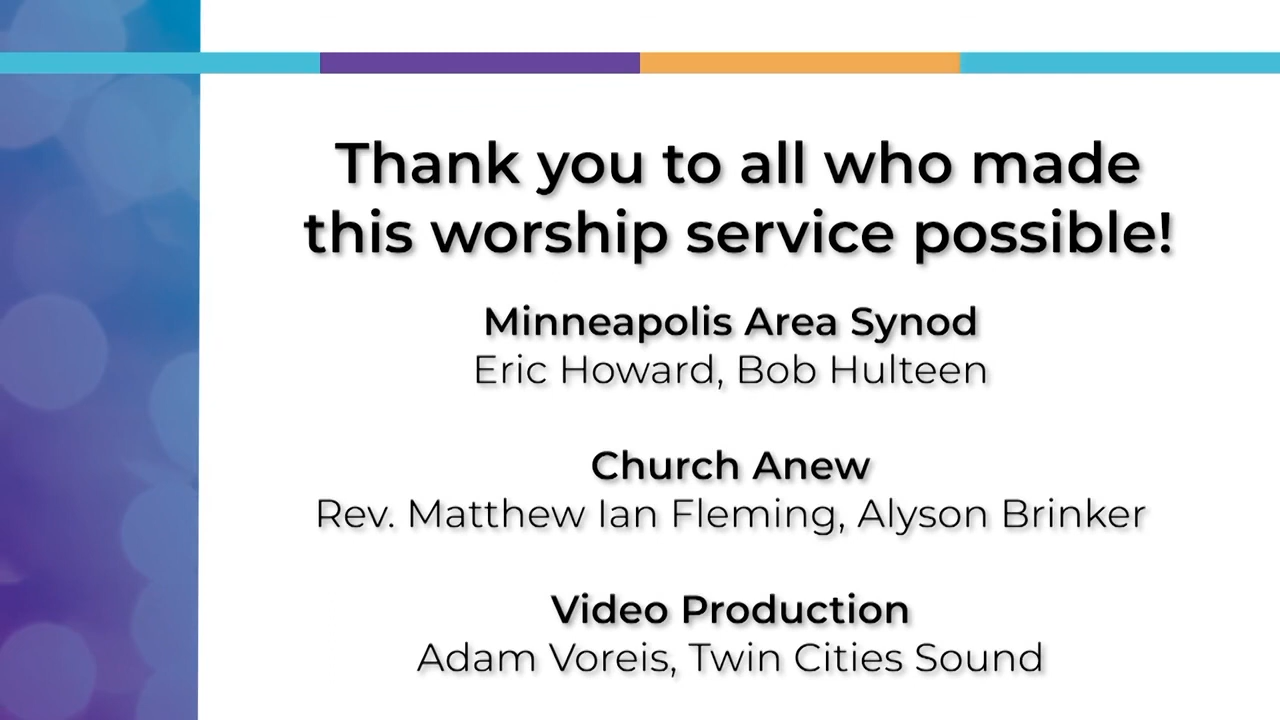 Thank you to all who made
this worship service possible!
Minneapolis Area Synod
Eric Howard, Bob Hulteen
Church Anew
Rev. Matthew Ian Fleming, Alyson Brinker
Video Production
Adam Voreis, Twin Cities Sound